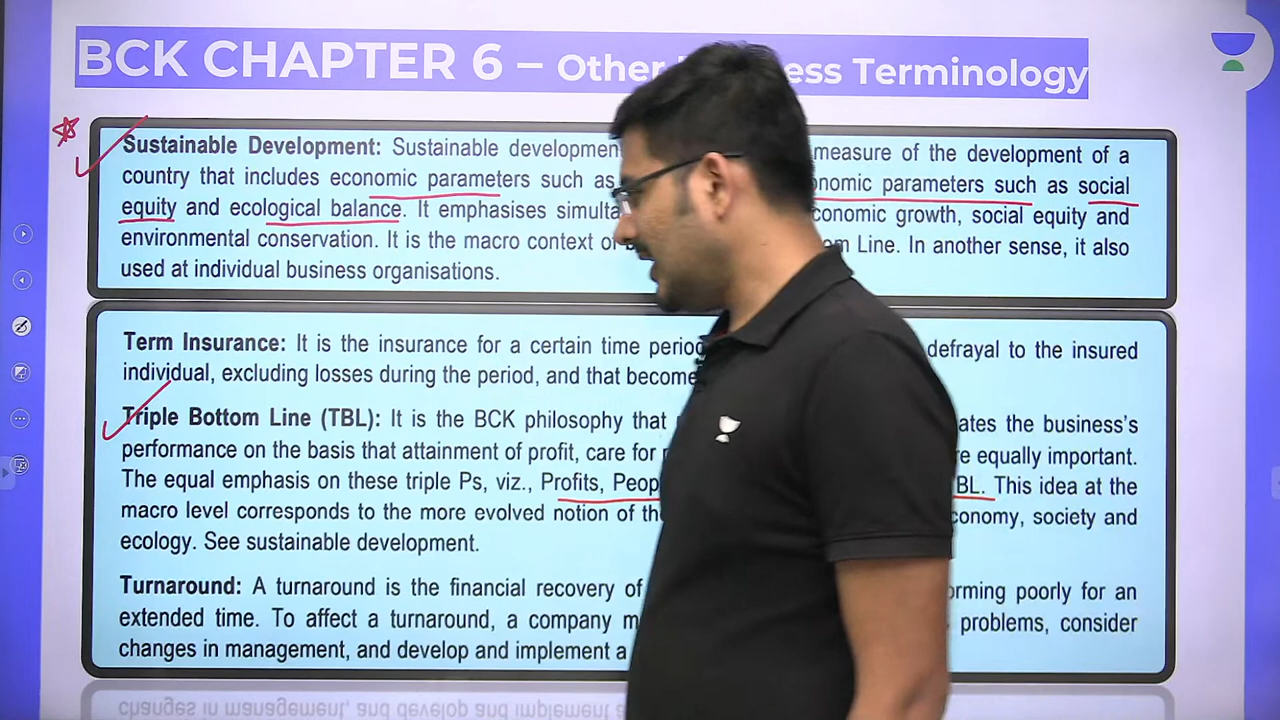 BCK CHAPTER 6 – Other ess Terminology
Sustainable Development: Sustainable developmen measure of the development of a
country that includes economic parameters such as onomic parameters such as social
equity and ecological balance. It emphasises simulta conomic growth, social equity and
environmental conservation. It is the macro context of om Line. In another sense, it also
used at individual business organisations.
Term Insurance: It is the insurance for a certain time period defrayal to the insured
individual, excluding losses during the period, and that become
Triple Bottom Line (TBL): It is the BCK philosophy that ates the business's
performance on the basis that attainment of profit, care for re equally important.
The equal emphasis on these triple Ps, viz., Profits, Peop BL. This idea at the
macro level corresponds to the more evolved notion of the conomy, society and
ecology. See sustainable development.
Turnaround: A turnaround is the financial recovery of orming poorly for an
extended time. To affect a turnaround, a company m problems, consider
changes in management, and develop and implement a